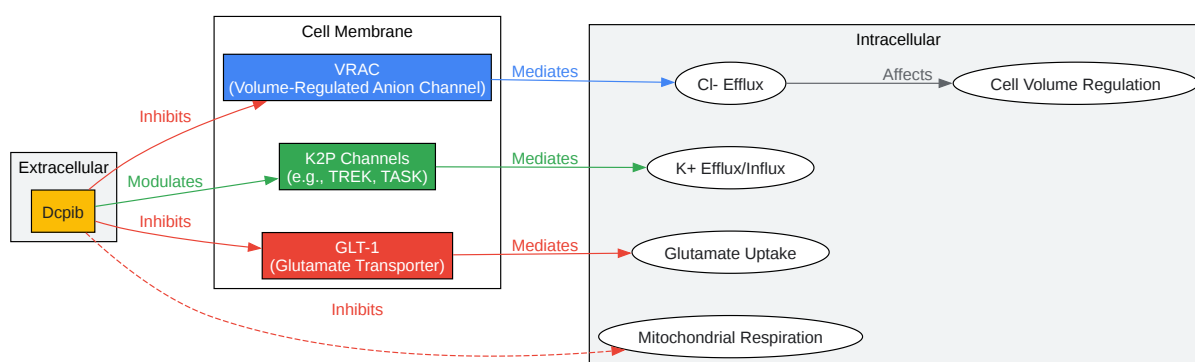 Cell Membrane
Intracellular
VRAC
(Volume-Regulated Anion Channel)
Mediates
Cl- Efflux
Affects
Cell Volume Regulation
Inhibits
Extracellular
Dcpib
Modulates
K2P Channels
(e.g., TREK, TASK)
Mediates
K+ Efflux/Influx
Inhibits
GLT-1
(Glutamate Transporter)
Mediates
Glutamate Uptake
Inhibits
Mitochondrial Respiration